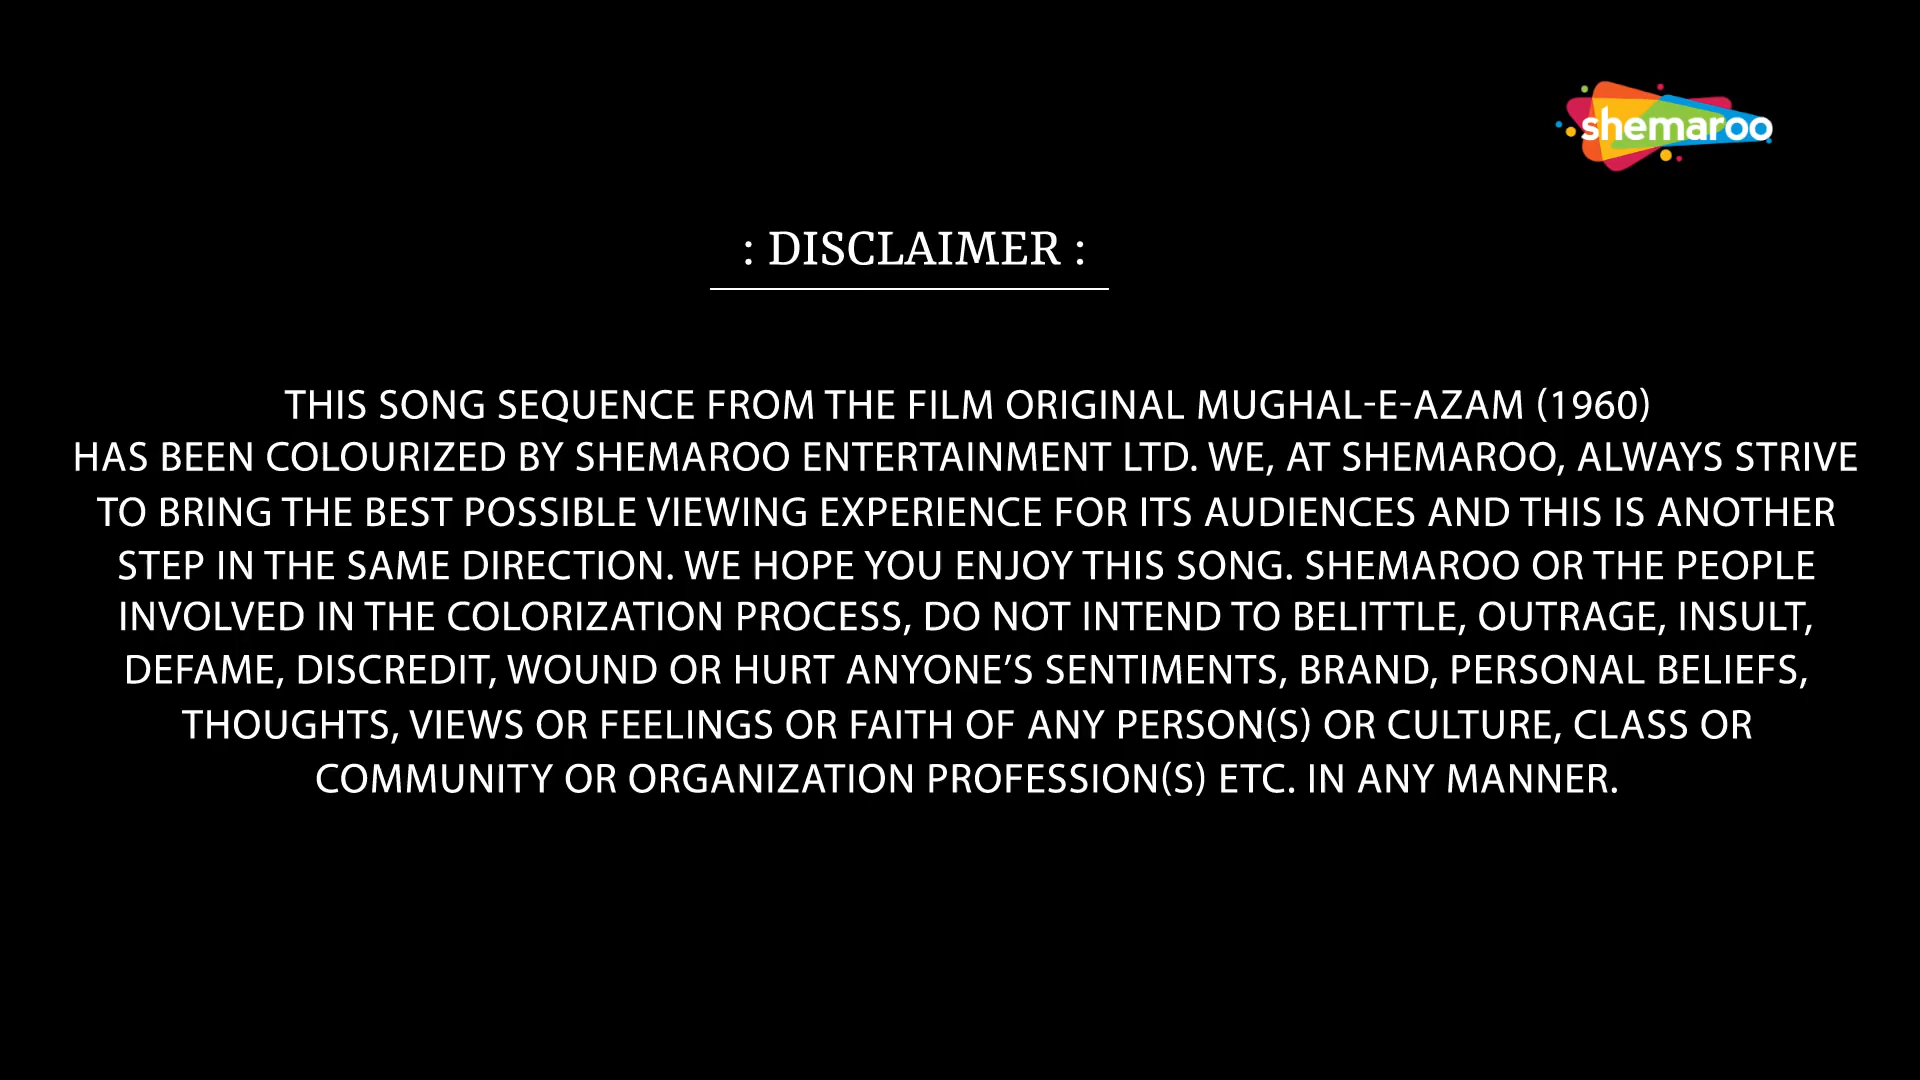 shemaroo
: DISCLAIMER :
THIS SONG SEQUENCE FROM THE FILM ORIGINAL MUGHAL-E-AZAM (1960)
HAS BEEN COLOURIZED BY SHEMAROO ENTERTAINMENT LTD. WE, AT SHEMAROO, ALWAYS STRIVE
TO BRING THE BEST POSSIBLE VIEWING EXPERIENCE FOR ITS AUDIENCES AND THIS IS ANOTHER
STEP IN THE SAME DIRECTION. WE HOPE YOU ENJOY THIS SONG. SHEMAROO OR THE PEOPLE
INVOLVED IN THE COLORIZATION PROCESS, DO NOT INTEND TO BELITTLE, OUTRAGE, INSULT,
DEFAME, DISCREDIT, WOUND OR HURT ANYONE’S SENTIMENTS, BRAND, PERSONAL BELIEFS,
THOUGHTS, VIEWS OR FEELINGS OR FAITH OF ANY PERSON(S) OR CULTURE, CLASS OR
COMMUNITY OR ORGANIZATION PROFESSION(S) ETC. IN ANY MANNER.